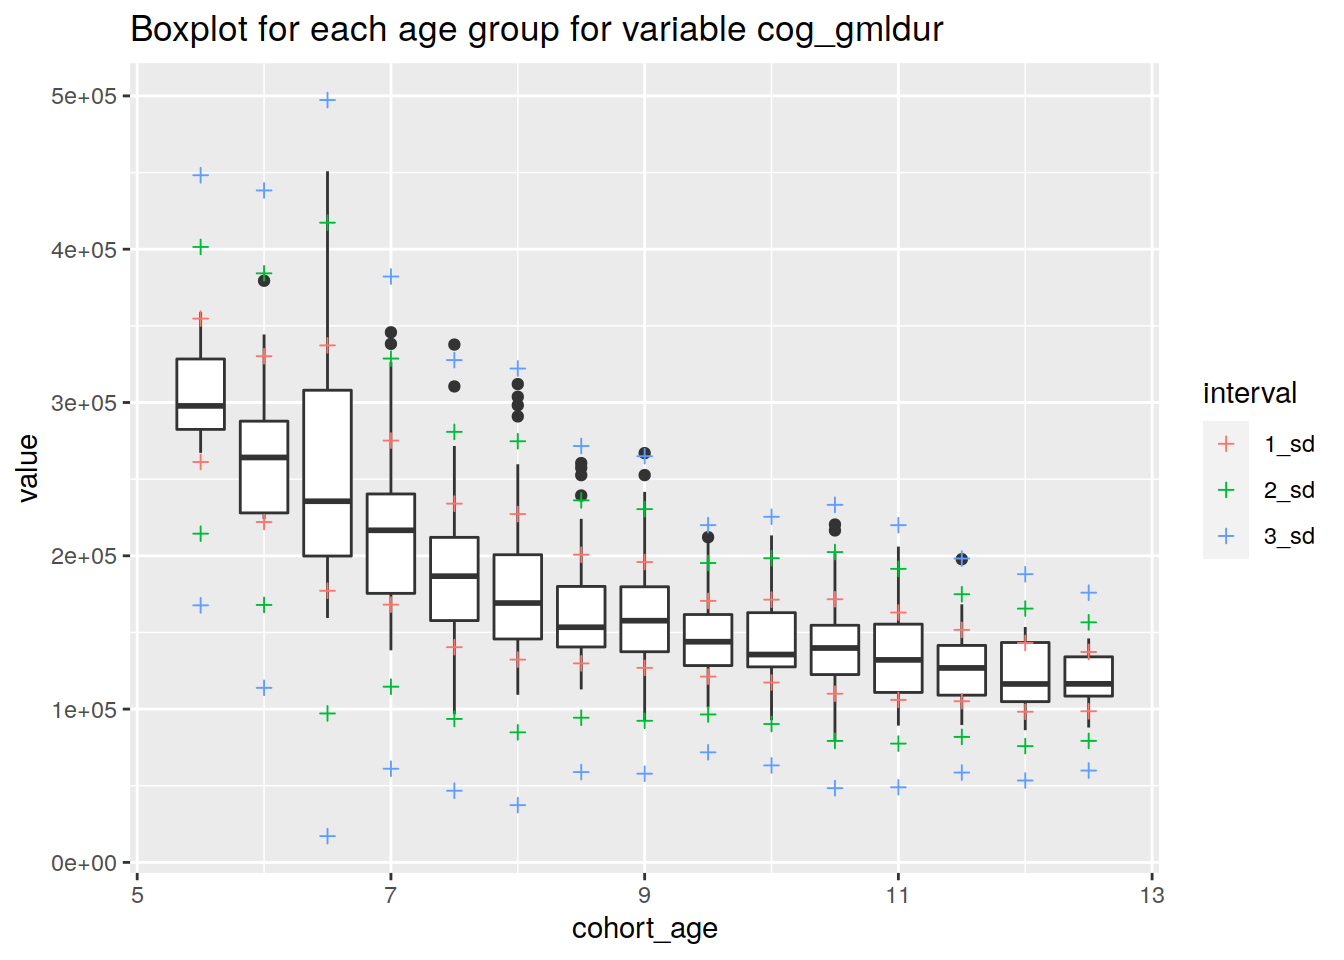 Boxplot for each age group for variable cog_gmldur
5e+05
4e+05
3e+05
2e+05
1e+05
0e+00
value
5
7
9
11
13
cohort_age
interval
1_sd
2_sd
3_sd